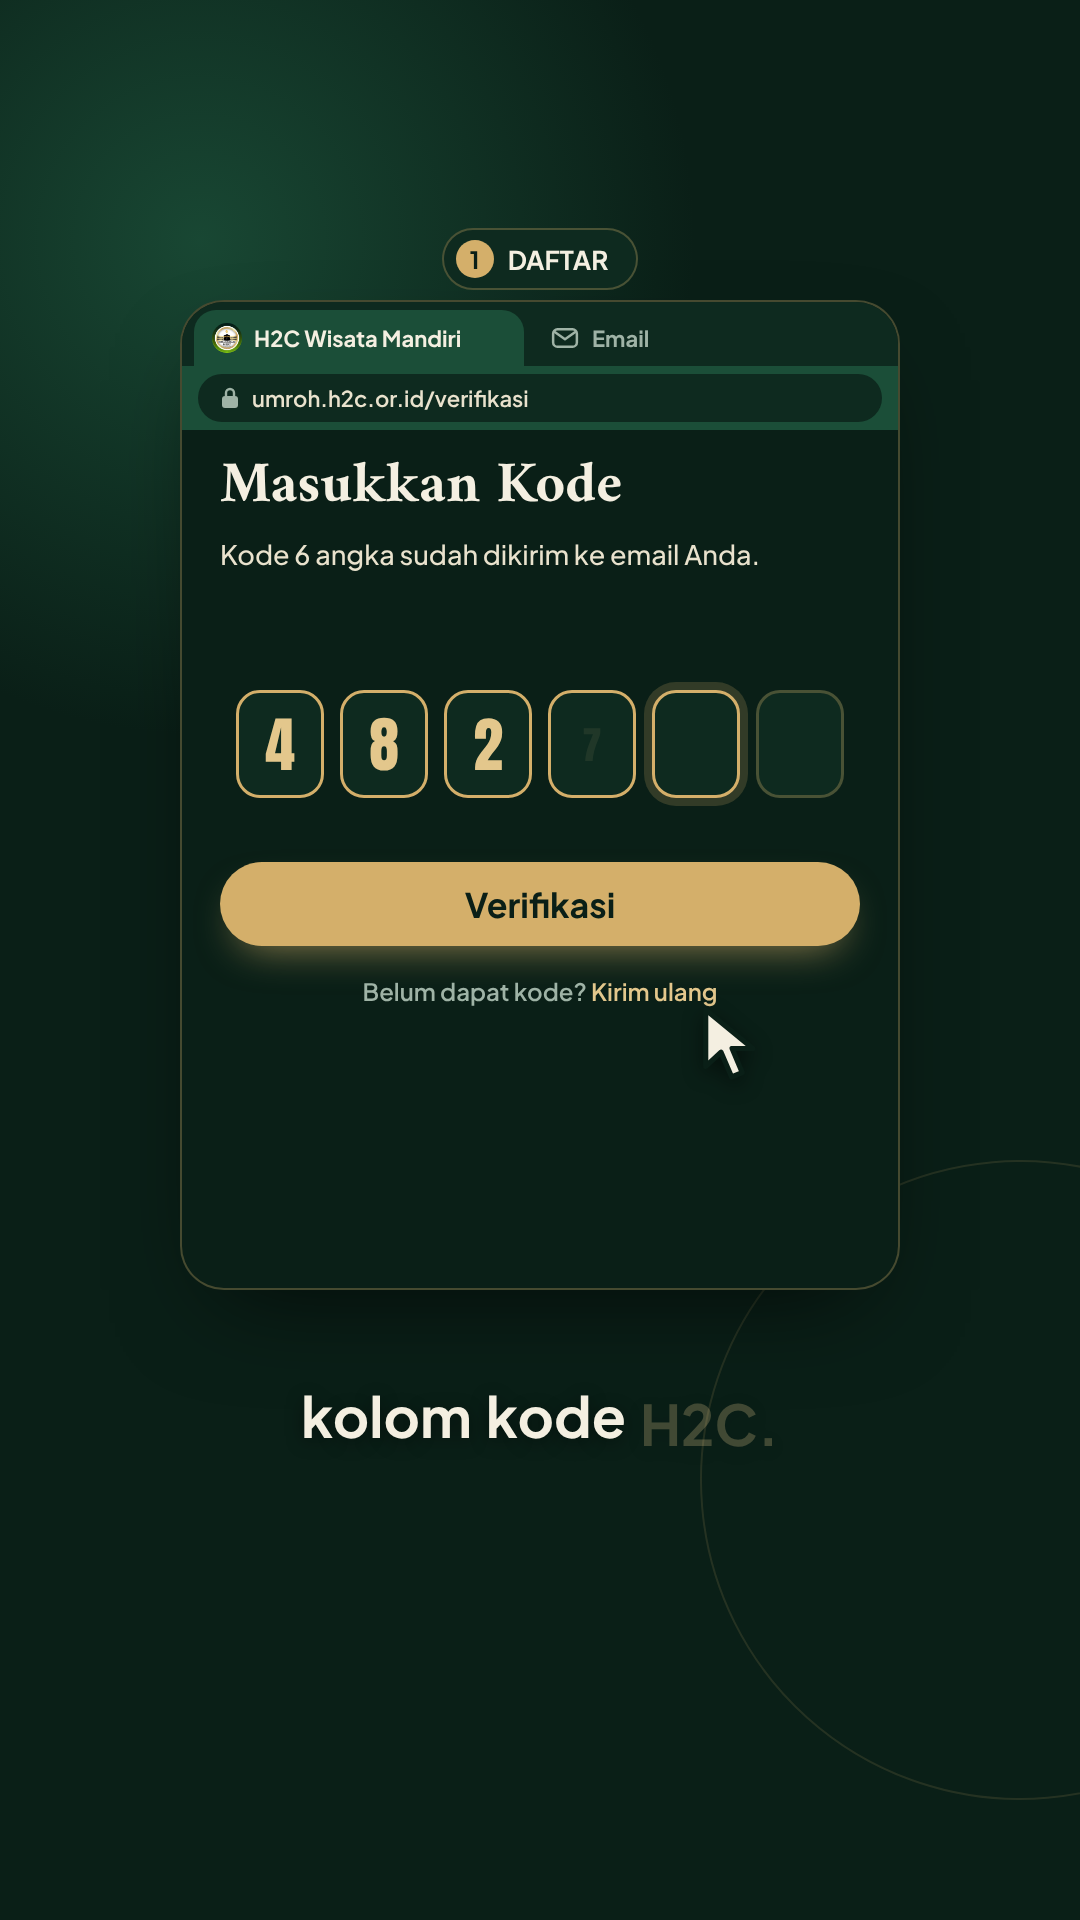 1 DAFTAR
H2C Wisata Mandiri
Email
umroh.h2c.or.id/verifikasi
Masukkan Kode
Kode 6 angka sudah dikirim ke email Anda.
4 8 2 7
Verifikasi
Belum dapat kode? Kirim ulang
kolom kode H2C.